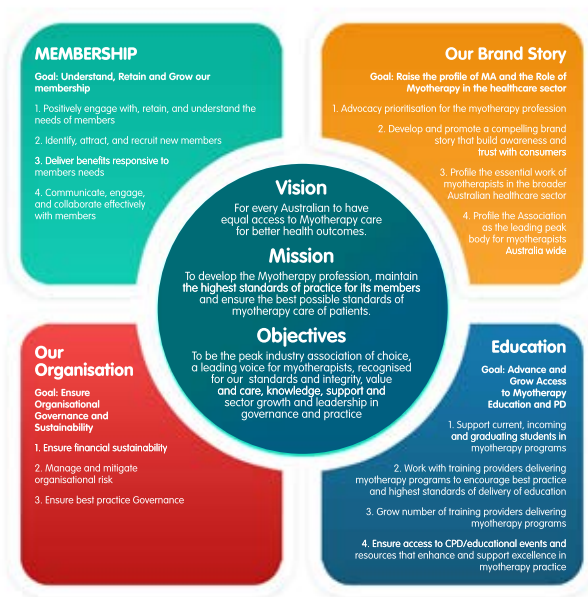 MEMBERSHIP
Goal: Understand, Retain and Grow our
membership
1. Positively engage with, retain, and understand the
needs of members
2. Identify, attract, and recruit new members
3. Deliver benefits responsive to
members needs
4. Communicate, engage,
and collaborate effectively
with members
Our Brand Story
Goal: Raise the profile of MA and the Role of
Myotherapy in the healthcare sector
1. Advocacy prioritisation for the myotherapy profession
2. Develop and promote a compelling brand
story that build awareness and
trust with consumers
3. Profile the essential work of
myotherapists in the broader
Australian healthcare sector
4. Profile the Association
as the leading peak
body for myotherapists
Australia wide
Vision
For every Australian to have
equal access to Myotherapy care
for better health outcomes.
Mission
To develop the Myotherapy profession, maintain
the highest standards of practice for its members
and ensure the best possible standards of
myotherapy care of patients.
Objectives
To be the peak industry association of choice,
a leading voice for myotherapists, recognised
for our standards and integrity, value
and care, knowledge, support and
sector growth and leadership in
governance and practice
Our
Organisation
Goal: Ensure
Organisational
Governance and
Sustainability
1. Ensure financial sustainability
2. Manage and mitigate
organisational risk
3. Ensure best practice Governance
Education
Goal: Advance and
Grow Access
to Myotherapy
Education and PD
1. Support current, incoming
and graduating students in
myotherapy programs
2. Work with training providers delivering
myotherapy programs to encourage best practice
and highest standards of delivery of education
3. Grow number of training providers delivering
myotherapy programs
4. Ensure access to CPD/educational events and
resources that enhance and support excellence in
myotherapy practice